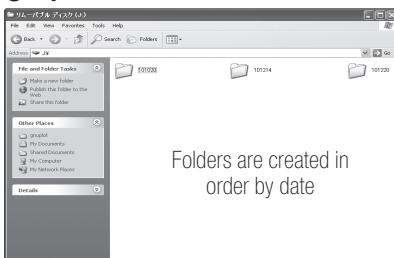 リムーバブル ディスク (J:)
File Edit View Favorites Tools Help
Back Search Folders
Address J:¥ Go
File and Folder Tasks
Make a new folder
Publish this folder to the
Web
Share this folder
Other Places
gnuplot
My Documents
Shared Documents
My Computer
My Network Places
Details
101020 101214 101220
Folders are created in
order by date